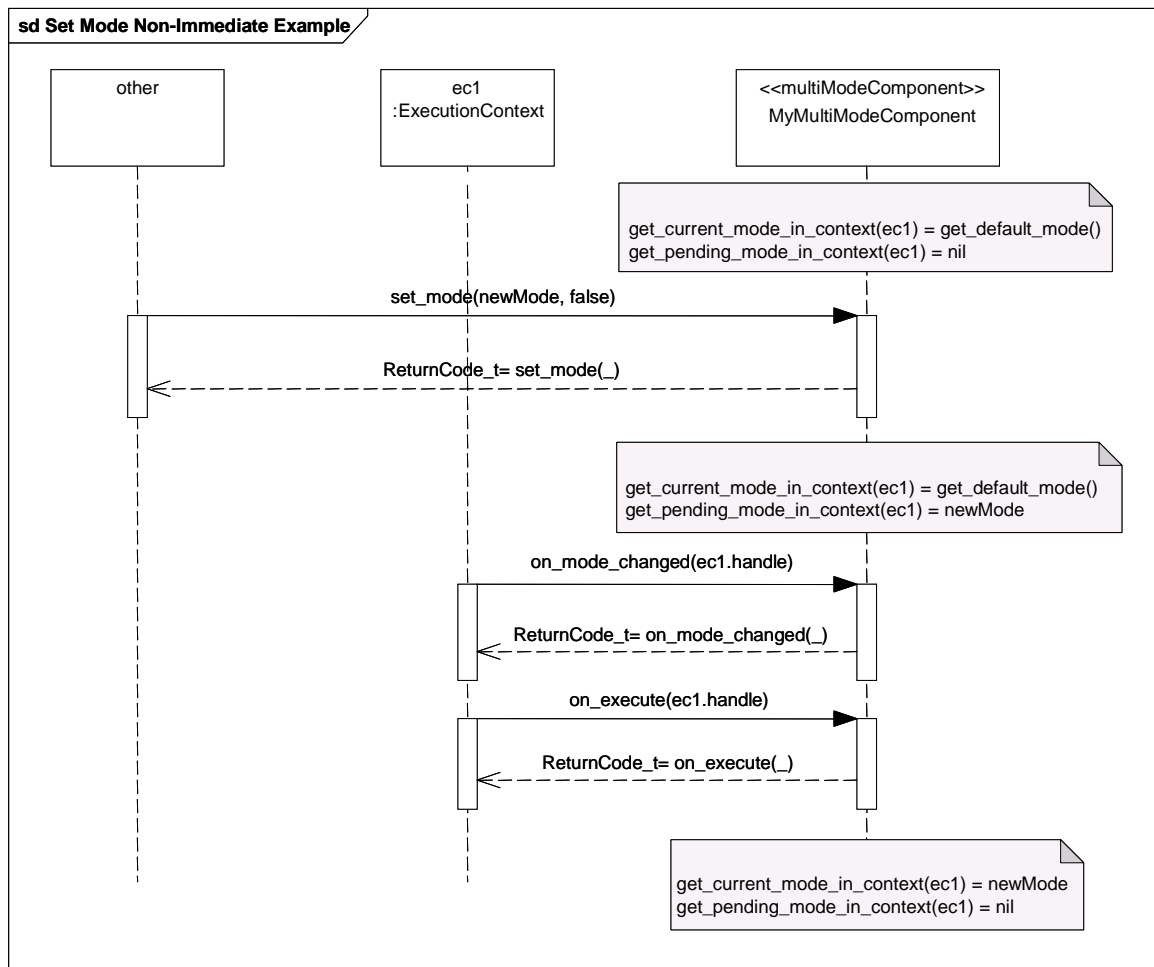 sd Set Mode Non-Immediate Example
other
ec1
:ExecutionContext
<<multiModeComponent>>
MyMultiModeComponent
get_current_mode_in_context(ec1) = get_default_mode()
get_pending_mode_in_context(ec1) = nil
set_mode(newMode, false)
ReturnCode_t= set_mode(_)
get_current_mode_in_context(ec1) = get_default_mode()
get_pending_mode_in_context(ec1) = newMode
on_mode_changed(ec1.handle)
ReturnCode_t= on_mode_changed(_)
on_execute(ec1.handle)
ReturnCode_t= on_execute(_)
get_current_mode_in_context(ec1) = newMode
get_pending_mode_in_context(ec1) = nil